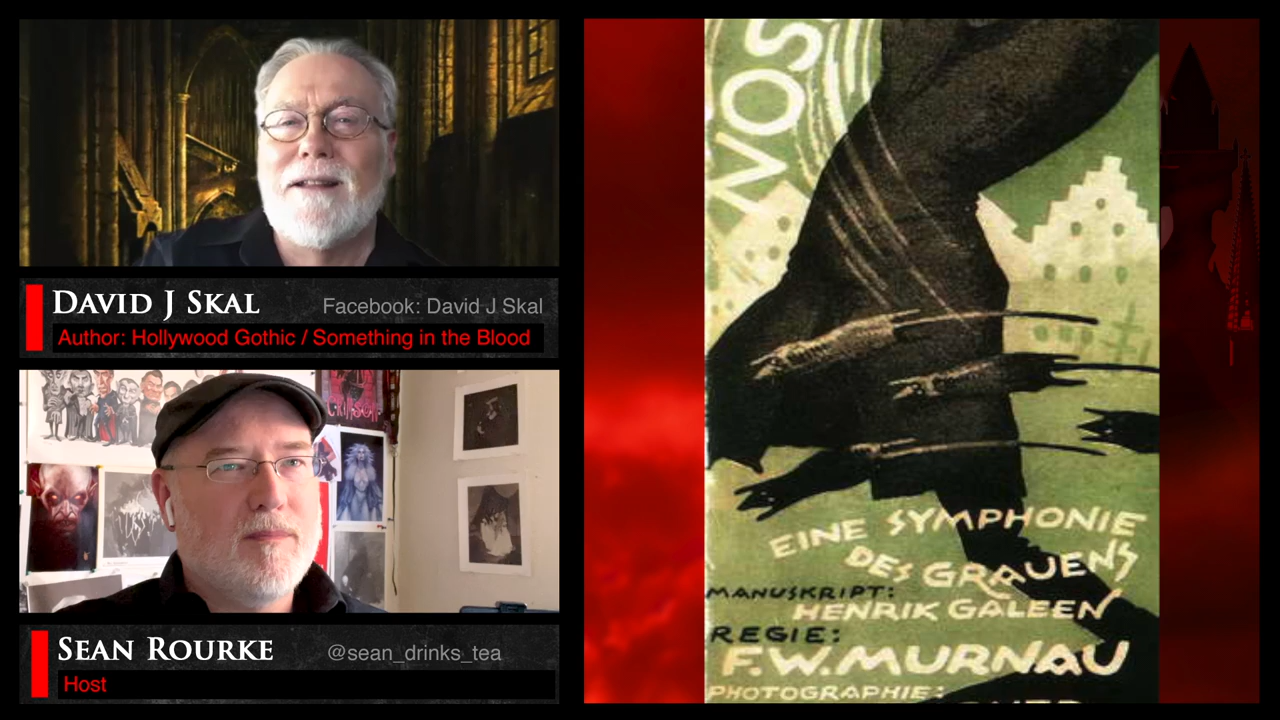 DAVID J SKAL
Facebook: David J Skal
Author: Hollywood Gothic / Something in the Blood
SEAN ROURKE
@sean_drinks_tea
Host
NOS
EINE SYMPHONIE
DES GRAUENS
MANUSKRIPT:
HENRIK GALEEN
REGIE:
F.W. MURNAU
PHOTOGRAPHIE: